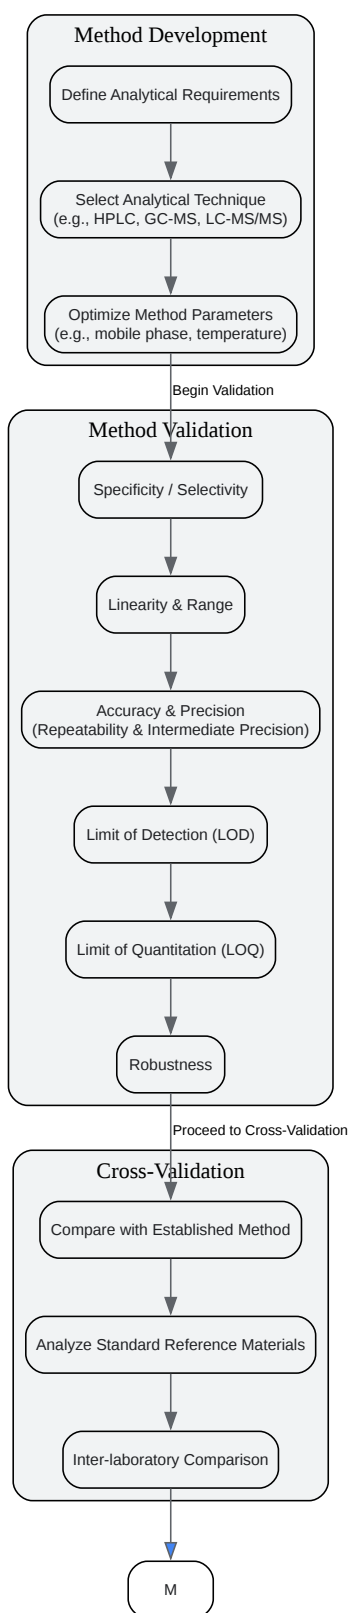 Method Development
Define Analytical Requirements
Select Analytical Technique
(e.g., HPLC, GC-MS, LC-MS/MS)
Optimize Method Parameters
(e.g., mobile phase, temperature)
Begin Validation
Method Validation
Specificity / Selectivity
Linearity & Range
Accuracy & Precision
(Repeatability & Intermediate Precision)
Limit of Detection (LOD)
Limit of Quantitation (LOQ)
Robustness
Proceed to Cross-Validation
Cross-Validation
Compare with Established Method
Analyze Standard Reference Materials
Inter-laboratory Comparison
M